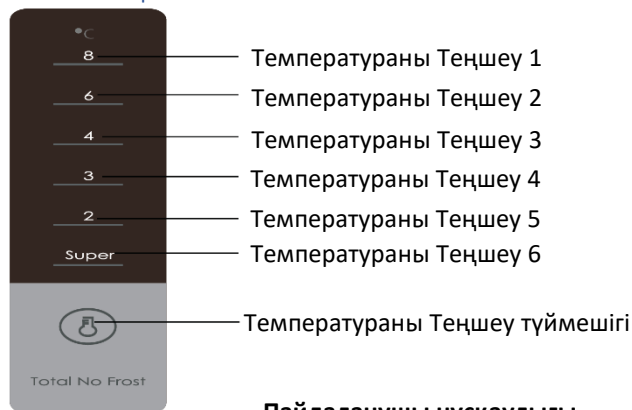 °C
8 Температураны Теңшеу 1
6 Температураны Теңшеу 2
4 Температураны Теңшеу 3
3 Температураны Теңшеу 4
2 Температураны Теңшеу 5
Super Температураны Теңшеу 6
Температураны Теңшеу түймешігі
Total No Frost